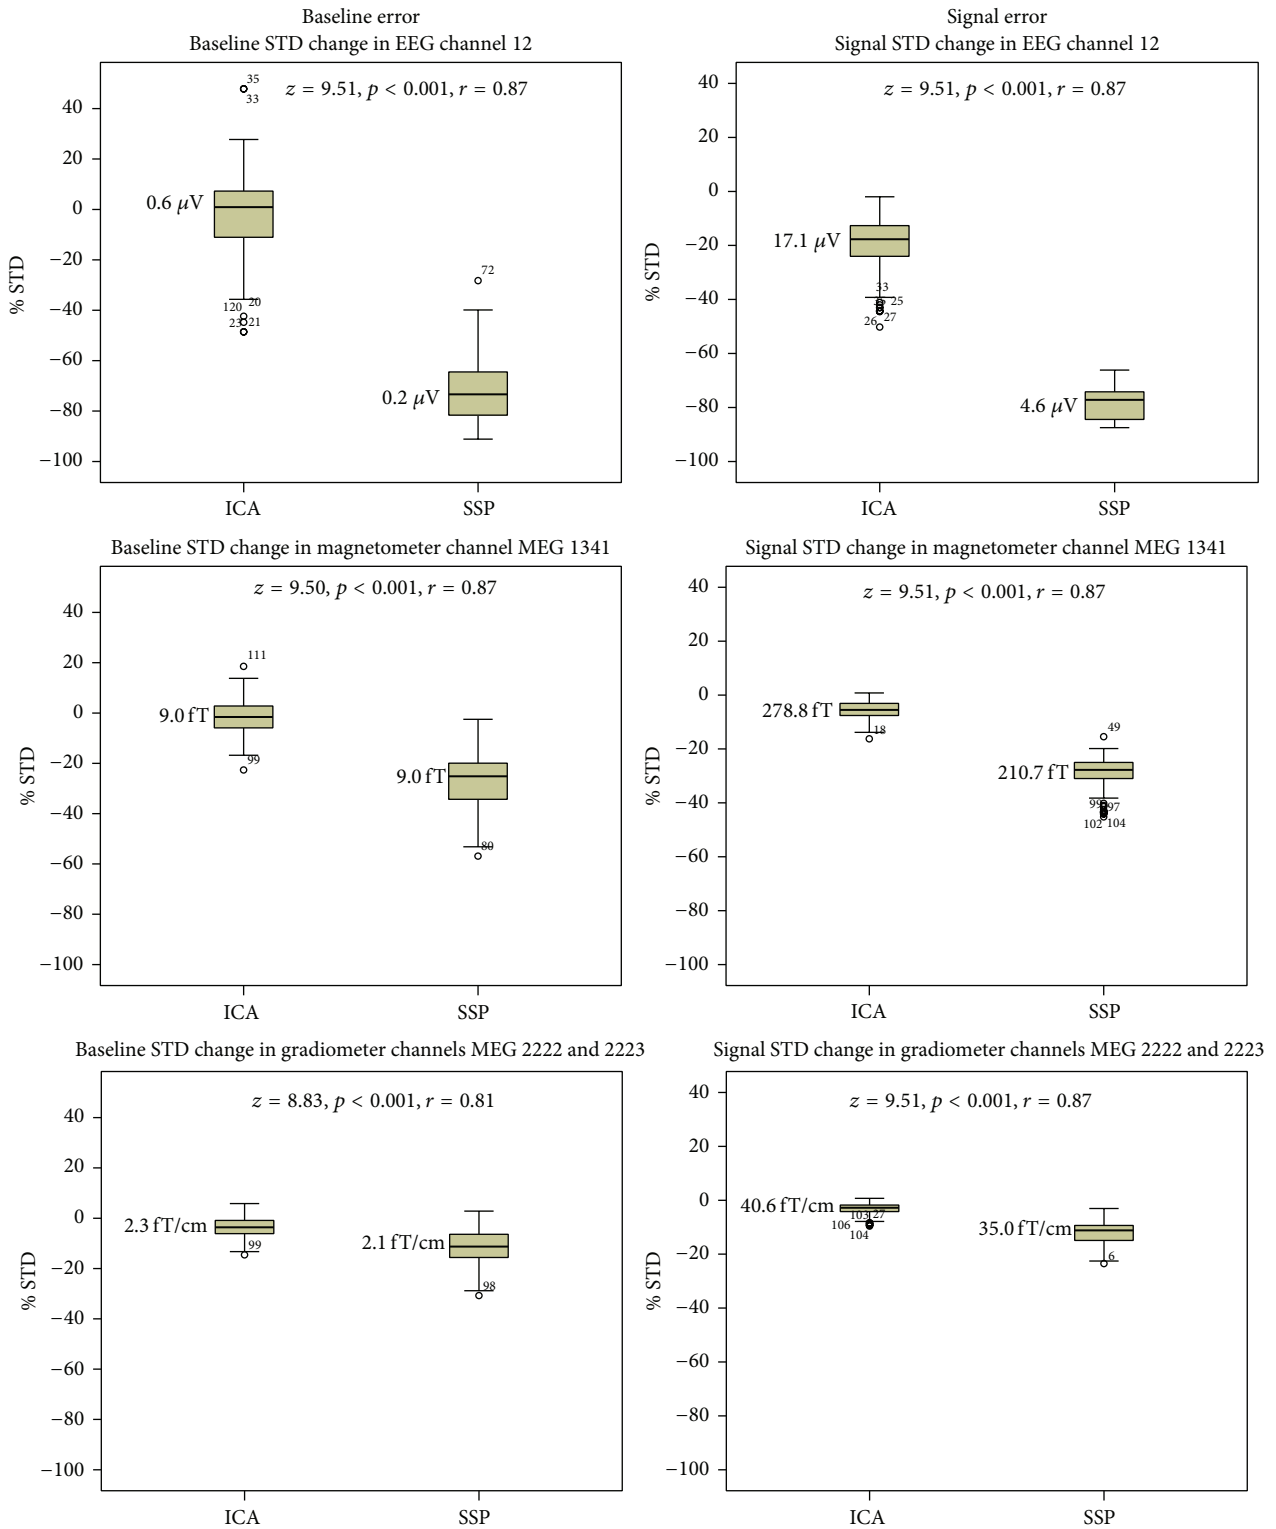 Baseline error
Baseline STD change in EEG channel 12
z = 9.51, p < 0.001, r = 0.87
35
33
40
20
0
−20
−40
−60
−80
−100
% STD
0.6 μV
120 20
23 21
72
0.2 μV
ICA SSP
Signal error
Signal STD change in EEG channel 12
z = 9.51, p < 0.001, r = 0.87
40
20
0
−20
−40
−60
−80
−100
% STD
17.1 μV
33
25
26 27
4.6 μV
ICA SSP
Baseline STD change in magnetometer channel MEG 1341
z = 9.50, p < 0.001, r = 0.87
40
20
0
−20
−40
−60
−80
−100
% STD
111
9.0 fT
99
9.0 fT
80
ICA SSP
Signal STD change in magnetometer channel MEG 1341
z = 9.51, p < 0.001, r = 0.87
40
20
0
−20
−40
−60
−80
−100
% STD
278.8 fT
18
49
210.7 fT
99 97
102 104
ICA SSP
Baseline STD change in gradiometer channels MEG 2222 and 2223
z = 8.83, p < 0.001, r = 0.81
40
20
0
−20
−40
−60
−80
−100
% STD
2.3 fT/cm
99
2.1 fT/cm
98
ICA SSP
Signal STD change in gradiometer channels MEG 2222 and 2223
z = 9.51, p < 0.001, r = 0.87
40
20
0
−20
−40
−60
−80
−100
% STD
40.6 fT/cm
103 27
106
104
35.0 fT/cm
6
ICA SSP